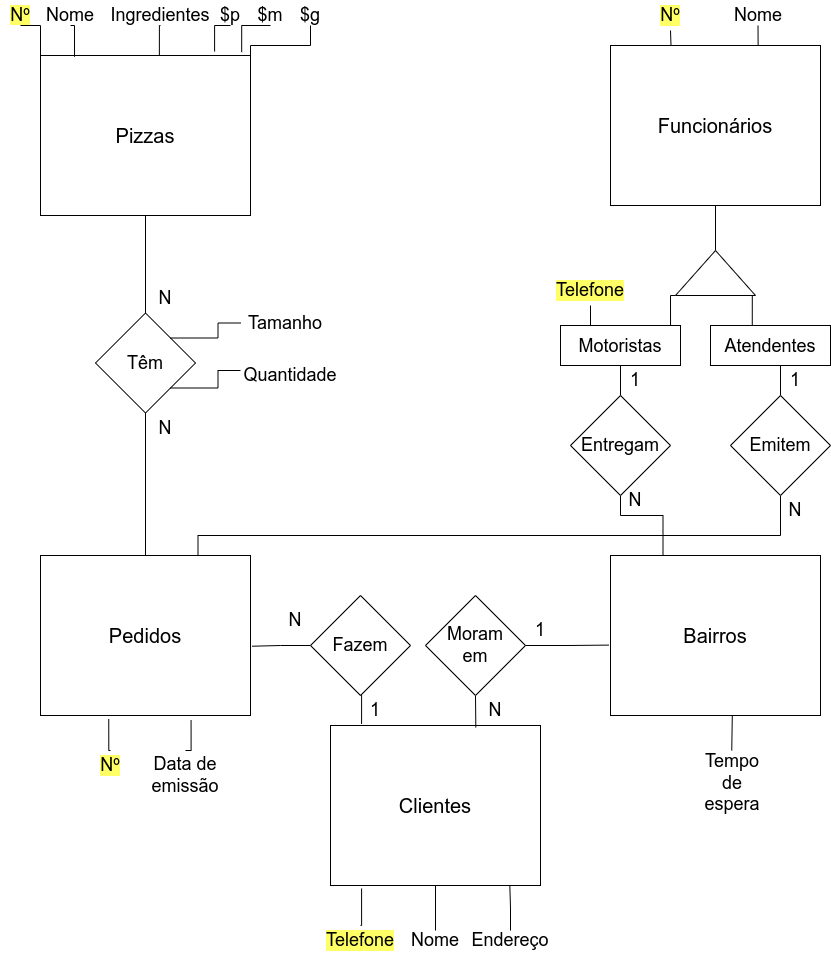 Nº Nome Ingredientes $p $m $g
Nº Nome
Pizzas
Funcionários
Telefone
N
Tamanho
Motoristas
Atendentes
Têm
Quantidade
1
1
N
Entregam
Emitem
N
N
Pedidos
N
Fazem
Moram
em
1
Bairros
1
N
Nº
Data de
emissão
Tempo
de
espera
Clientes
Telefone Nome Endereço